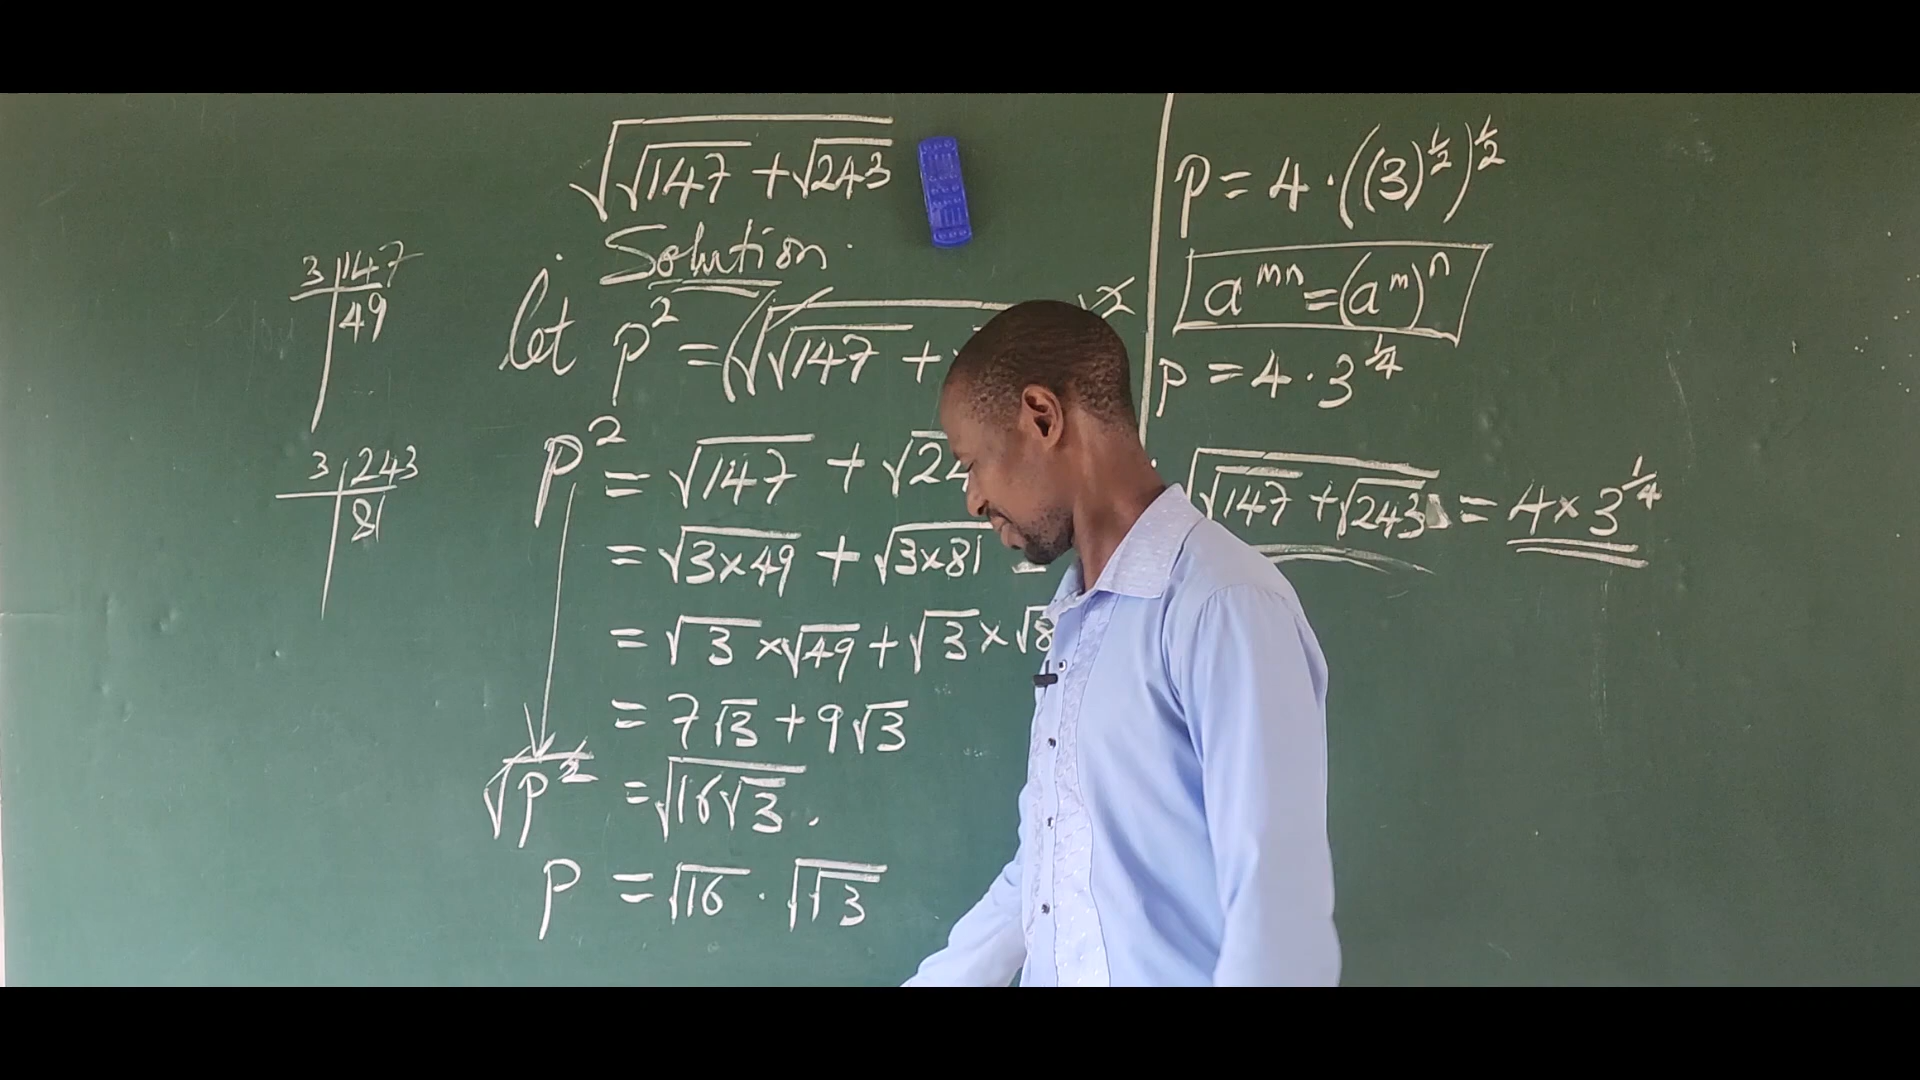 √(√147 + √243)
Solution.
3 | 147
49
3 | 243
81
let p² = (√(√147 +
p² = √147 + √24
= √(3×49) + √(3×81)
= √3 × √49 + √3 × √8
= 7√3 + 9√3
√p² = √(16√3).
p = √16 · √√3
p = 4 · ((3)^½)^½
a^mn = (a^m)^n
p = 4 · 3^¼
√(√147 + √243) = 4 × 3^¼